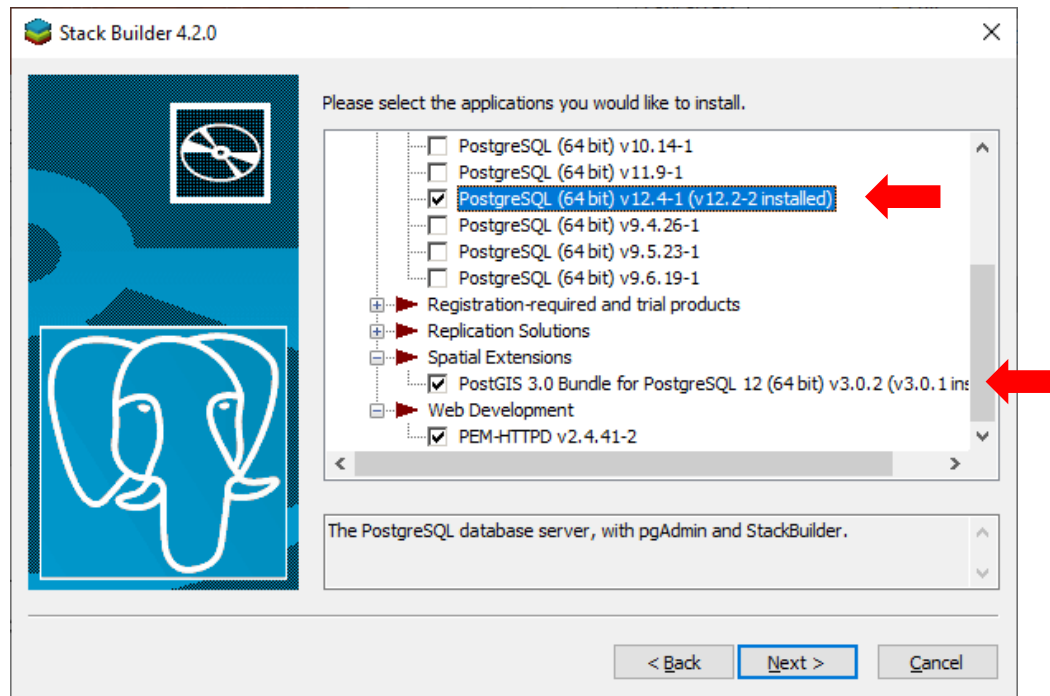 Stack Builder 4.2.0
Please select the applications you would like to install.
PostgreSQL (64 bit) v10.14-1
PostgreSQL (64 bit) v11.9-1
PostgreSQL (64 bit) v12.4-1 (v12.2-2 installed)
PostgreSQL (64 bit) v9.4.26-1
PostgreSQL (64 bit) v9.5.23-1
PostgreSQL (64 bit) v9.6.19-1
Registration-required and trial products
Replication Solutions
Spatial Extensions
PostGIS 3.0 Bundle for PostgreSQL 12 (64 bit) v3.0.2 (v3.0.1 ins
Web Development
PEM-HTTPD v2.4.41-2
The PostgreSQL database server, with pgAdmin and StackBuilder.
< Back Next > Cancel